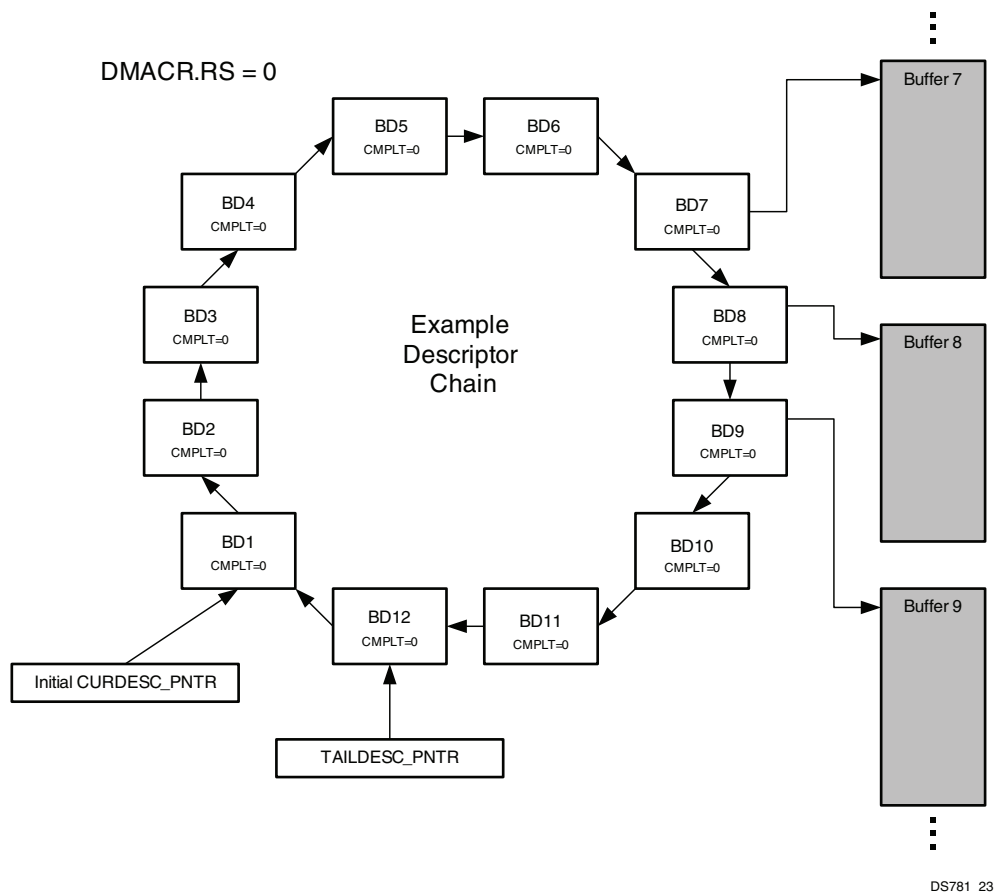 DMACR.RS = 0
BD5
CMPLT=0
BD6
CMPLT=0
BD4
CMPLT=0
BD7
CMPLT=0
BD3
CMPLT=0
BD8
CMPLT=0
Example
Descriptor
Chain
BD2
CMPLT=0
BD9
CMPLT=0
BD1
CMPLT=0
BD10
CMPLT=0
BD12
CMPLT=0
BD11
CMPLT=0
Initial CURDESC_PNTR
TAILDESC_PNTR
Buffer 7
Buffer 8
Buffer 9
DS781_23